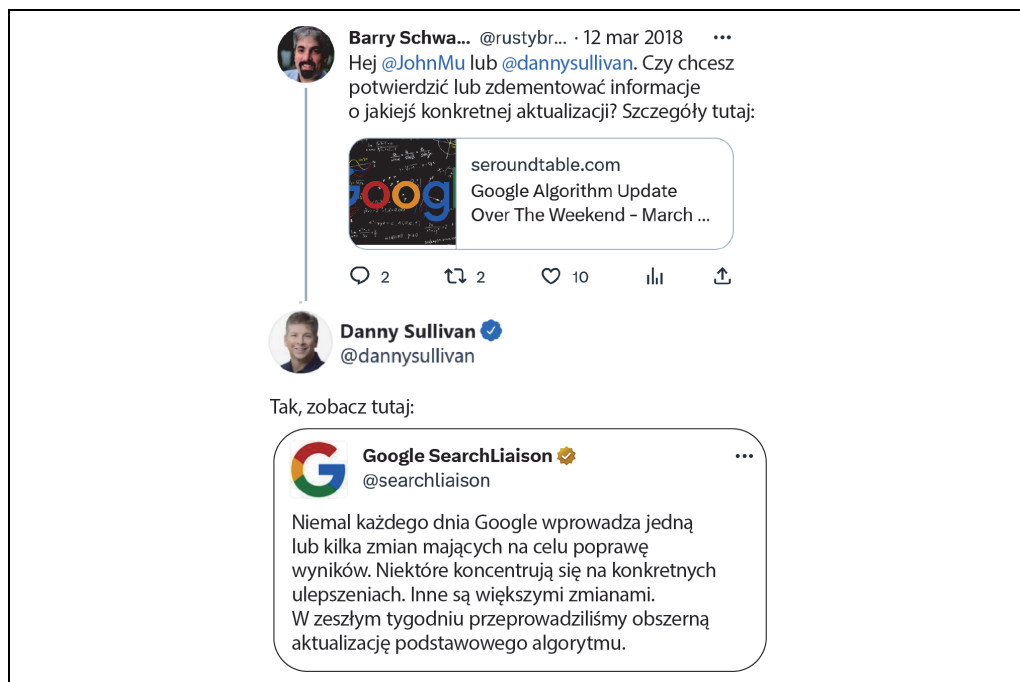 Barry Schwa... @rustybr... · 12 mar 2018
Hej @JohnMu lub @dannysullivan. Czy chcesz
potwierdzić lub zdementować informacje
o jakiejś konkretnej aktualizacji? Szczegóły tutaj:
Goog
seroundtable.com
Google Algorithm Update
Over The Weekend – March ...
2 2 10
Danny Sullivan
@dannysullivan
Tak, zobacz tutaj:
Google SearchLiaison
@searchliaison
Niemal każdego dnia Google wprowadza jedną
lub kilka zmian mających na celu poprawę
wyników. Niektóre koncentrują się na konkretnych
ulepszeniach. Inne są większymi zmianami.
W zeszłym tygodniu przeprowadziliśmy obszerną
aktualizację podstawowego algorytmu.